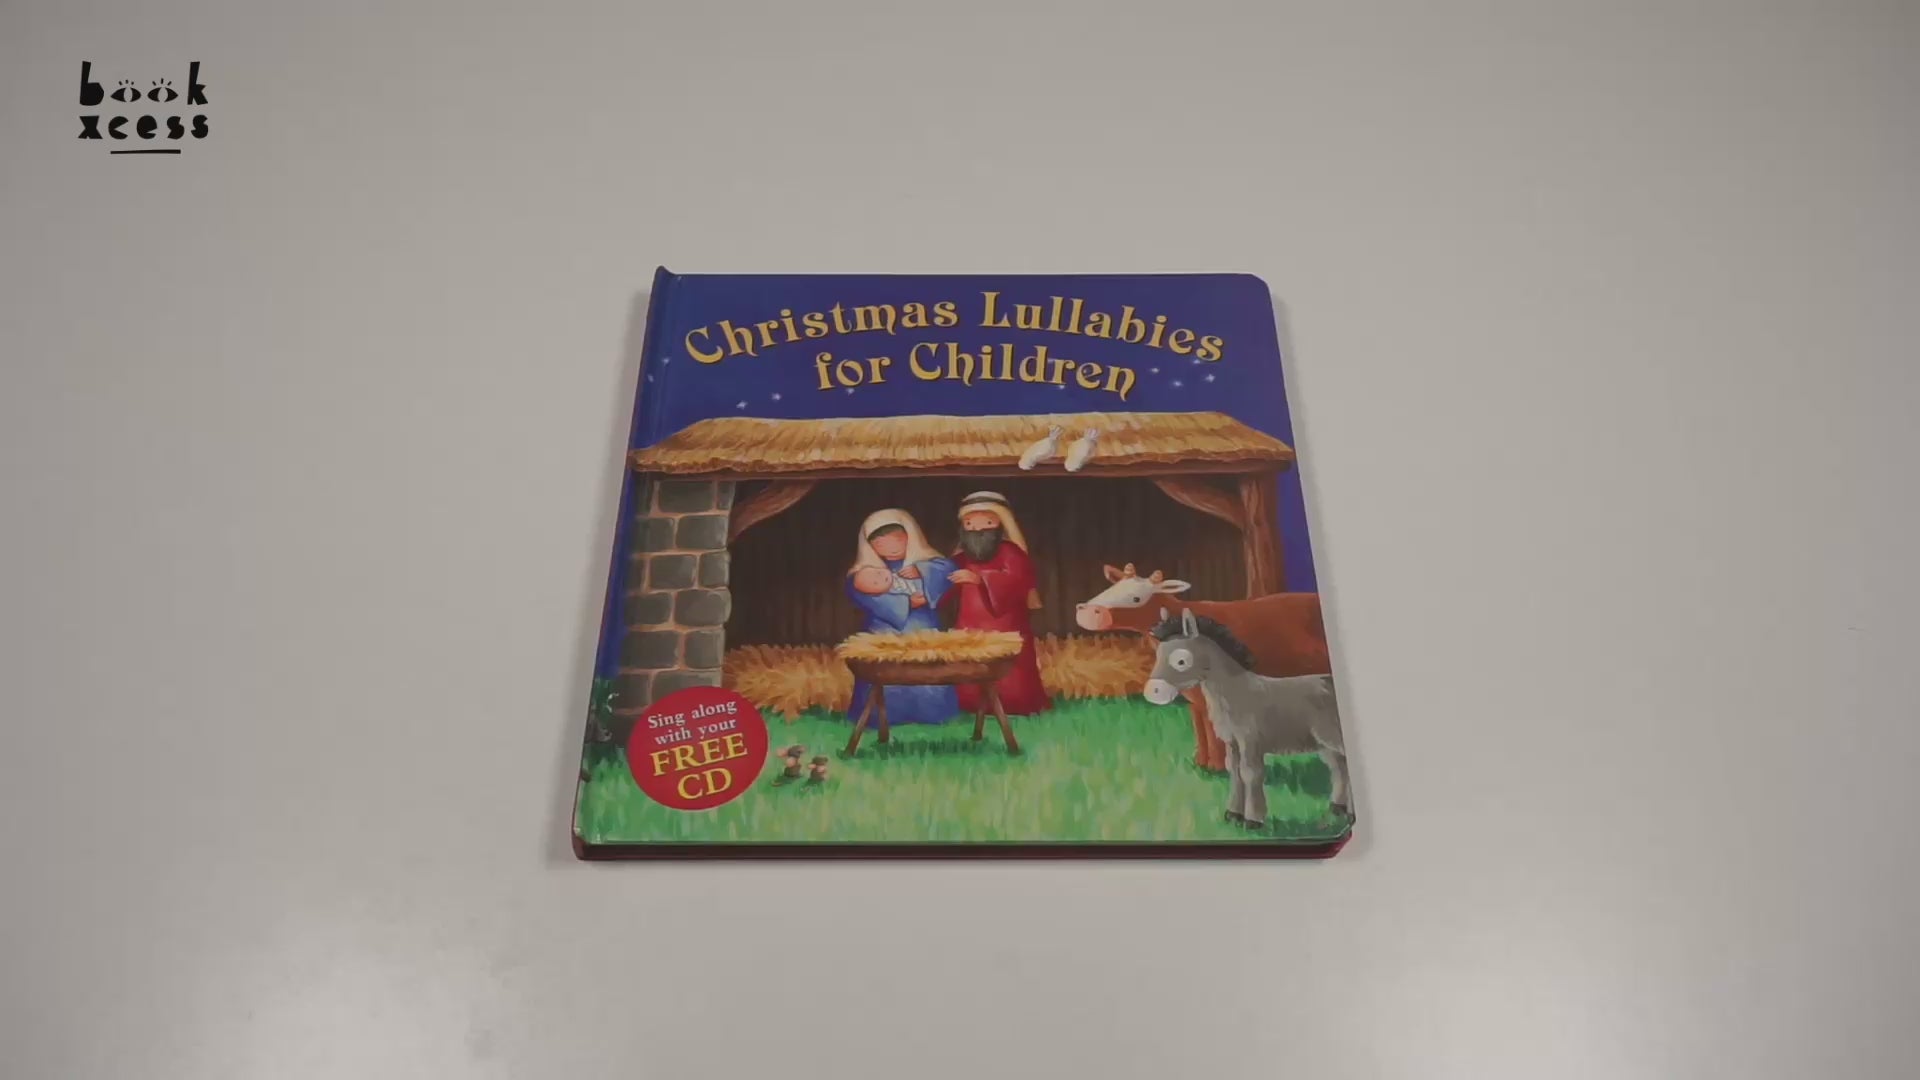 book
xcess
Christmas Lullabies
for Children
Sing along
with your
FREE
CD